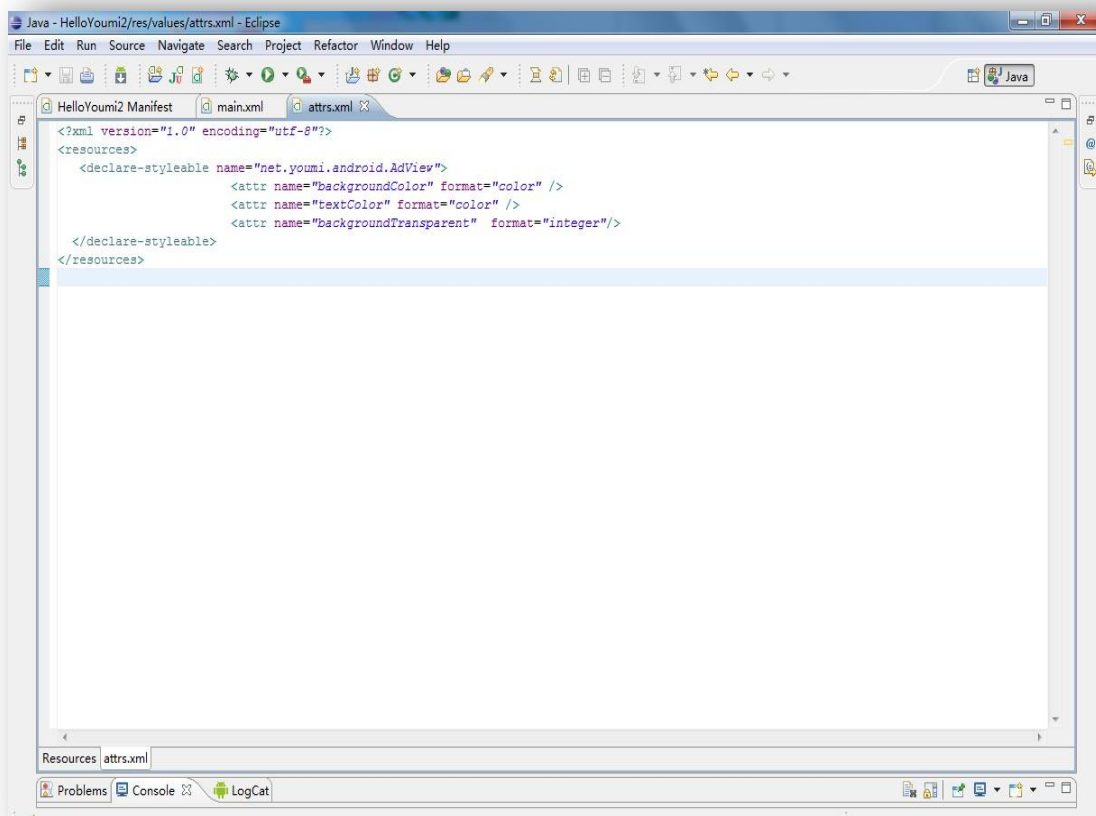 Java - HelloYoumi2/res/values/attrs.xml - Eclipse
File Edit Run Source Navigate Search Project Refactor Window Help
Java
HelloYoumi2 Manifest main.xml attrs.xml
<?xml version="1.0" encoding="utf-8"?>
<resources>
<declare-styleable name="net.youmi.android.AdView">
<attr name="backgroundColor" format="color" />
<attr name="textColor" format="color" />
<attr name="backgroundTransparent"  format="integer"/>
</declare-styleable>
</resources>
Resources attrs.xml
Problems Console LogCat